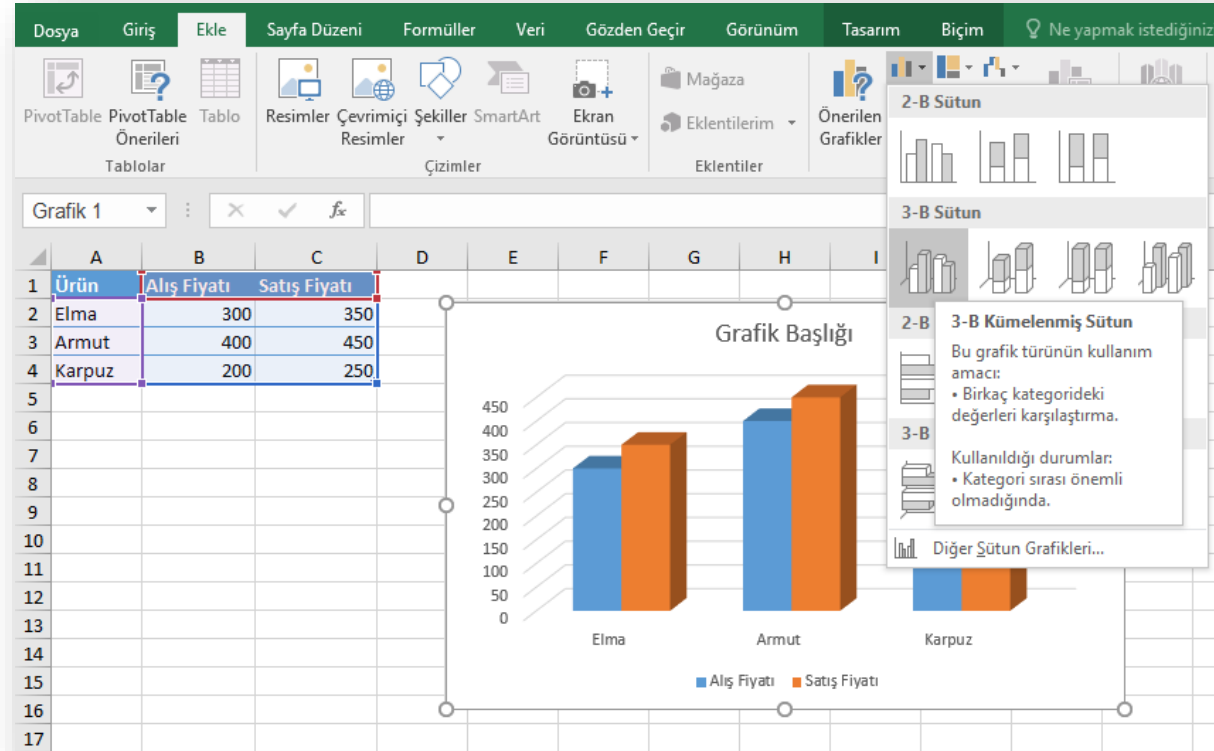 Dosya Giriş Ekle Sayfa Düzeni Formüller Veri Gözden Geçir Görünüm Tasarım Biçim Ne yapmak istediğiniz
PivotTable PivotTable Tablo Resimler Çevrimiçi Şekiller SmartArt Ekran Mağaza Önerilen
Önerileri Resimler Görüntüsü Eklentilerim Grafikler
Tablolar Çizimler Eklentiler
2-B Sütun
3-B Sütun
2-B
3-B
3-B Kümelenmiş Sütun
Bu grafik türünün kullanım
amacı:
• Birkaç kategorideki
değerleri karşılaştırma.
Kullanıldığı durumlar:
• Kategori sırası önemli
olmadığında.
Diğer Sütun Grafikleri...
Grafik 1 fx
A B C D E F G H I
1 Ürün Alış Fiyatı Satış Fiyatı
2 Elma 300 350
3 Armut 400 450
4 Karpuz 200 250
5
6
7
8
9
10
11
12
13
14
15
16
17
Grafik Başlığı
450
400
350
300
250
200
150
100
50
0
Elma Armut Karpuz
Alış Fiyatı Satış Fiyatı